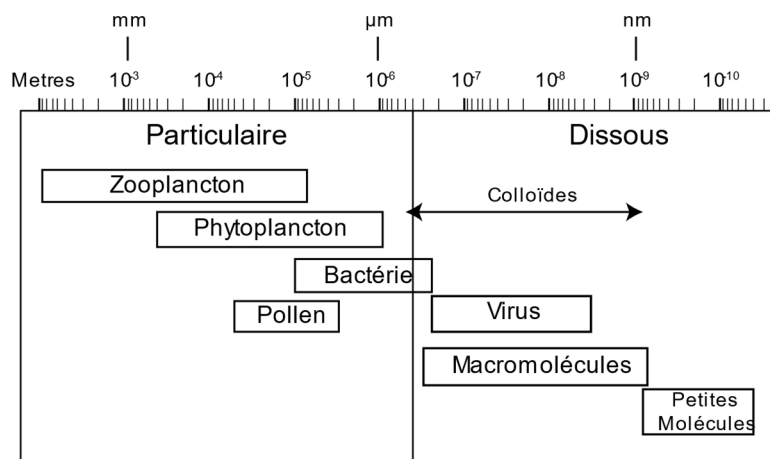 mm µm nm
Metres 10-3 10-4 10-5 10-6 10-7 10-8 10-9 10-10
Particulaire Dissous
Zooplancton
Colloïdes
Phytoplancton
Bactérie
Pollen Virus
Macromolécules
Petites
Molécules